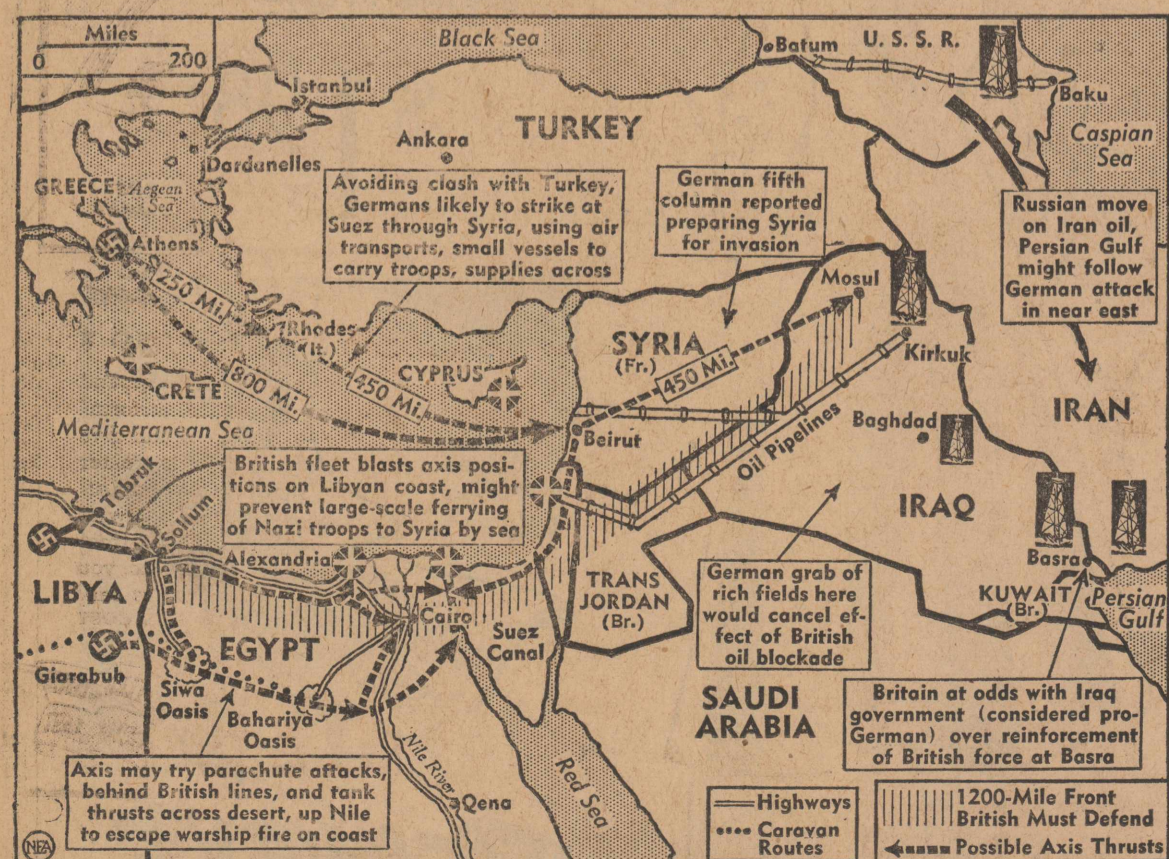 Miles
0 200
Black Sea
Batum
U. S. S. R.
Baku
Caspian
Sea
Istanbul
TURKEY
Ankara
Dardanelles
GREECE
Aegean
Sea
Athens
Avoiding clash with Turkey,
Germans likely to strike at
Suez through Syria, using air
transports, small vessels to
carry troops, supplies across
German fifth
column reported
preparing Syria
for invasion
Russian move
on Iran oil,
Persian Gulf
might follow
German attack
in near east
250 Mi.
Rhodes
(It.)
CRETE
800 Mi.
450 Mi.
CYPRUS
SYRIA
(Fr.)
450 Mi.
Mosul
Kirkuk
IRAN
Mediterranean Sea
Beirut
Baghdad
Oil Pipelines
IRAQ
British fleet blasts axis posi-
tions on Libyan coast, might
prevent large-scale ferrying
of Nazi troops to Syria by sea
Tobruk
Sollum
Alexandria
LIBYA
Cairo
EGYPT
Suez
Canal
TRANS
JORDAN
(Br.)
German grab of
rich fields here
would cancel ef-
fect of British
oil blockade
Basra
KUWAIT
(Br.)
Persian
Gulf
Giarabub
Siwa
Oasis
Bahariya
Oasis
SAUDI
ARABIA
Britain at odds with Iraq
government (considered pro-
German) over reinforcement
of British force at Basra
Axis may try parachute attacks,
behind British lines, and tank
thrusts across desert, up Nile
to escape warship fire on coast
Nile River
Qena
Red Sea
Highways
Caravan
Routes
1200-Mile Front
British Must Defend
Possible Axis Thrusts
NEA